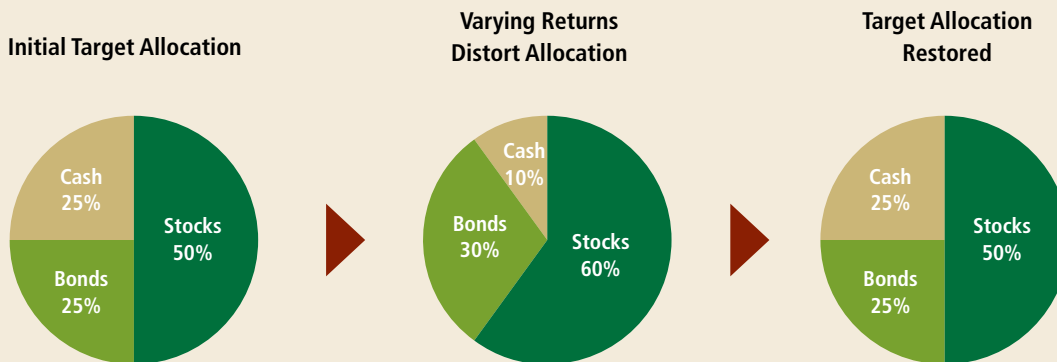 Initial Target Allocation
Varying Returns
Distort Allocation
Target Allocation
Restored
Cash
25%
Stocks
50%
Bonds
25%
Cash
10%
Bonds
30%
Stocks
60%
Cash
25%
Stocks
50%
Bonds
25%